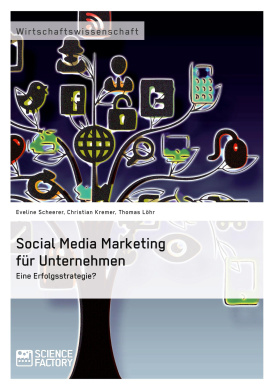 Wirtschaftswissenschaft
Eveline Scheerer, Christian Kremer, Thomas Löhr
Social Media Marketing
für Unternehmen
Eine Erfolgsstrategie?
SCIENCE
FACTORY